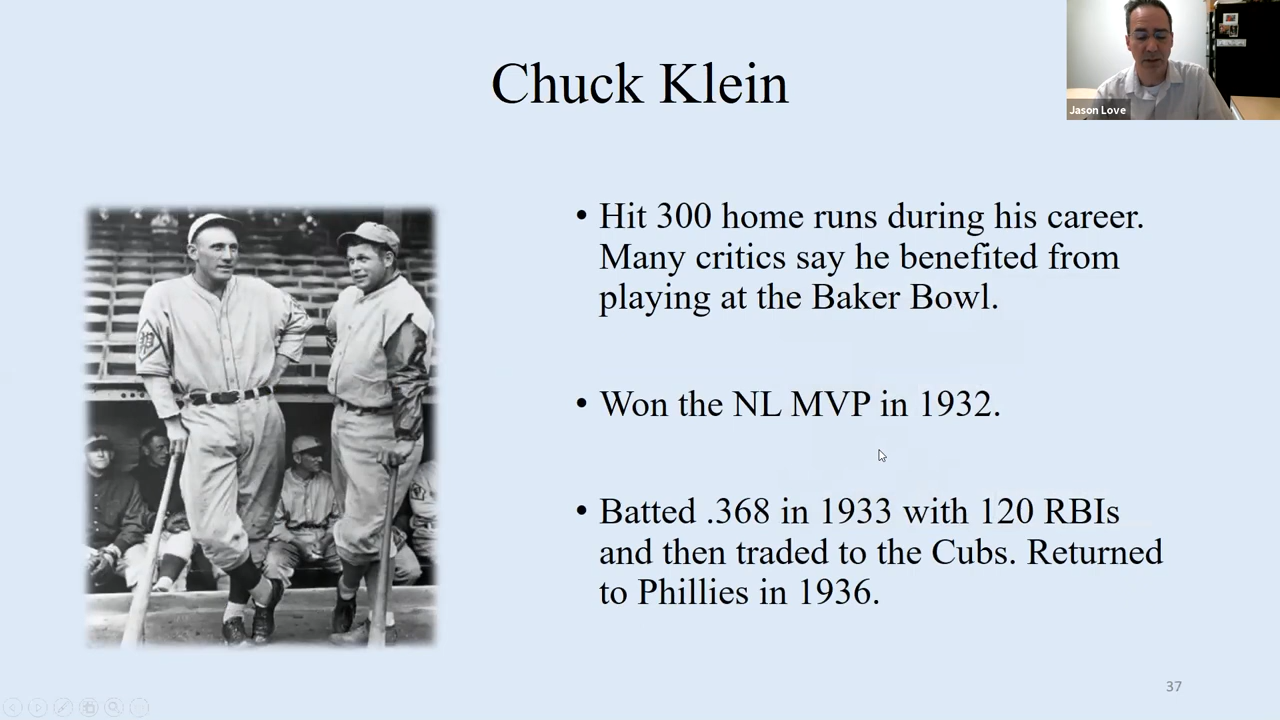 Chuck Klein
Jason Love
• Hit 300 home runs during his career.
Many critics say he benefited from
playing at the Baker Bowl.
• Won the NL MVP in 1932.
• Batted .368 in 1933 with 120 RBIs
and then traded to the Cubs. Returned
to Phillies in 1936.
37